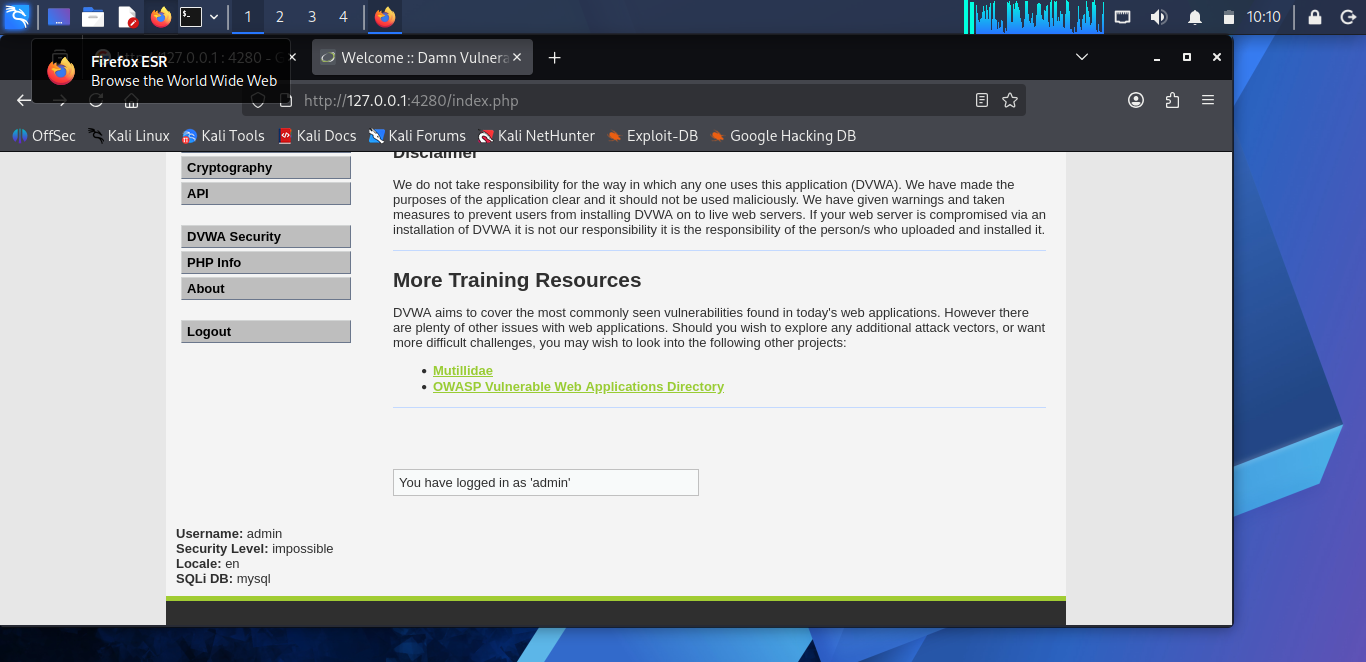 1 2 3 4 10:10
Firefox ESR
Browse the World Wide Web
Welcome :: Damn Vulnera
http://127.0.0.1:4280/index.php
OffSec Kali Linux Kali Tools Kali Docs Kali Forums Kali NetHunter Exploit-DB Google Hacking DB
Cryptography
API
DVWA Security
PHP Info
About
Logout
Disclaimer
We do not take responsibility for the way in which any one uses this application (DVWA). We have made the
purposes of the application clear and it should not be used maliciously. We have given warnings and taken
measures to prevent users from installing DVWA on to live web servers. If your web server is compromised via an
installation of DVWA it is not our responsibility it is the responsibility of the person/s who uploaded and installed it.
More Training Resources
DVWA aims to cover the most commonly seen vulnerabilities found in today's web applications. However there
are plenty of other issues with web applications. Should you wish to explore any additional attack vectors, or want
more difficult challenges, you may wish to look into the following other projects:
• Mutillidae
• OWASP Vulnerable Web Applications Directory
You have logged in as 'admin'
Username: admin
Security Level: impossible
Locale: en
SQLi DB: mysql